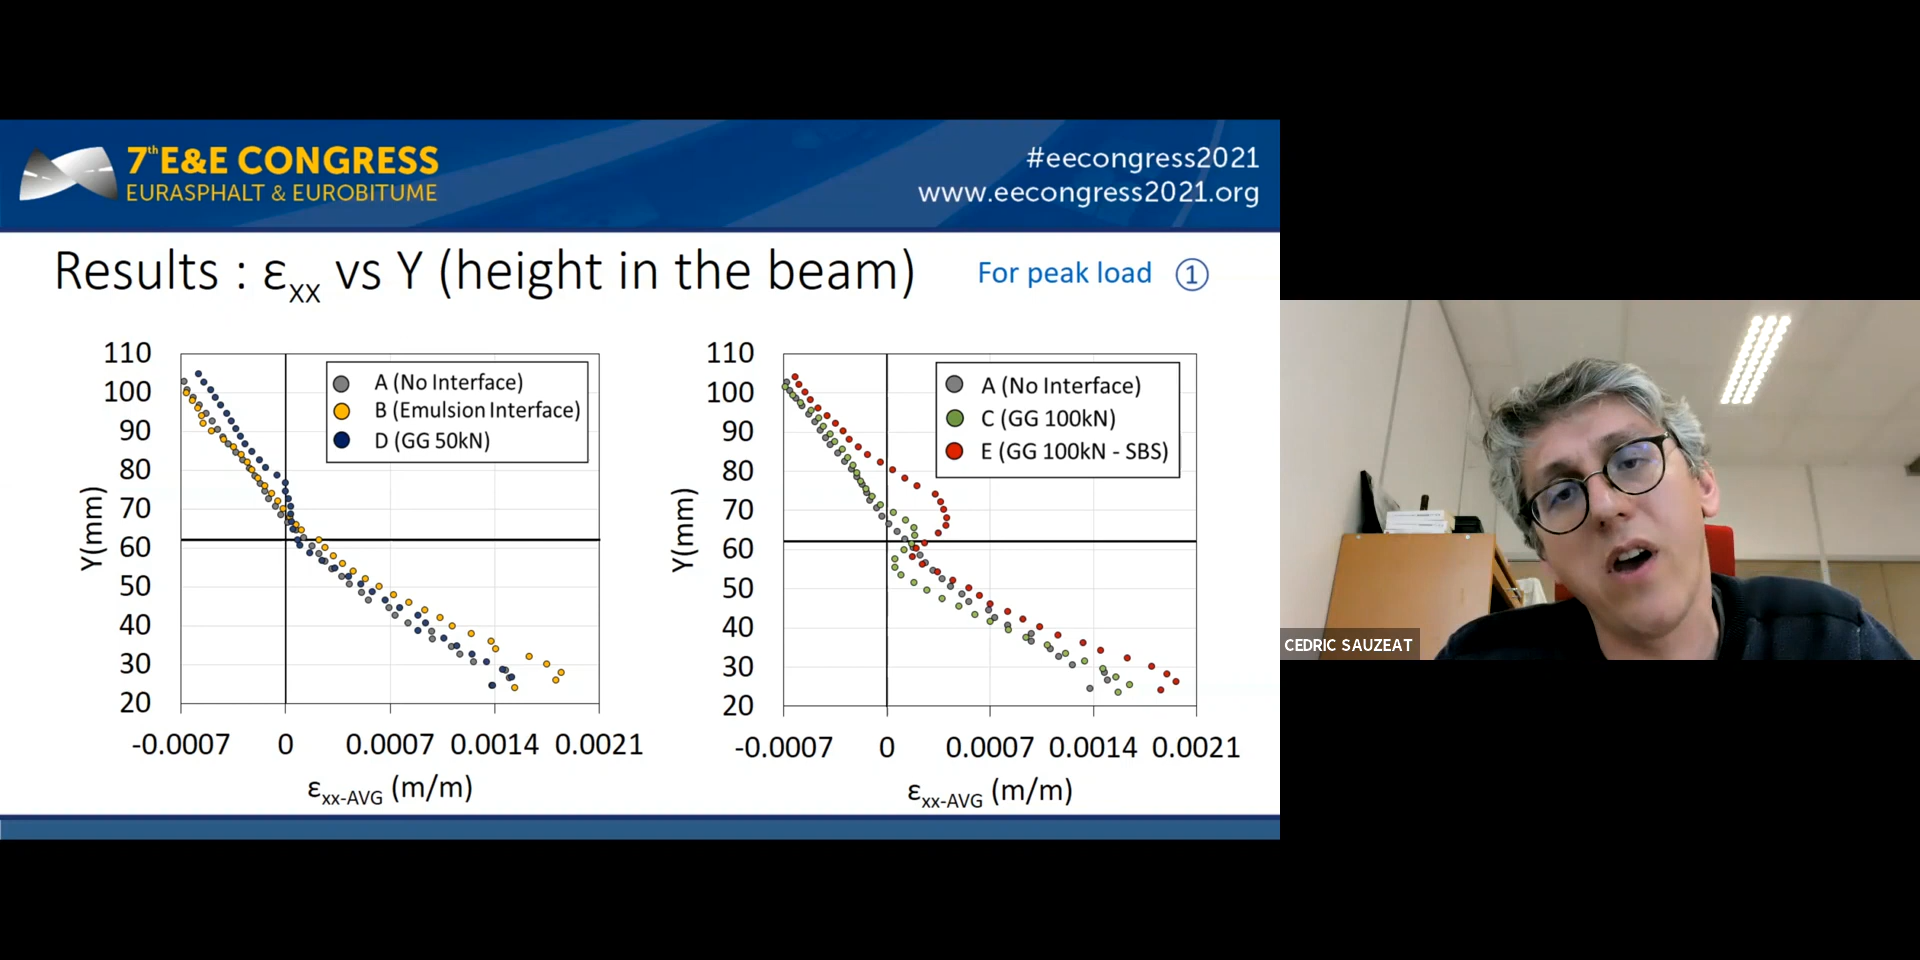 7th E&E CONGRESS
EURASPHALT & EUROBITUME
#eecongress2021
www.eecongress2021.org
Results : εxx vs Y (height in the beam)
For peak load ①
110
100
90
80
70
60
50
40
30
20
Y(mm)
A (No Interface)
B (Emulsion Interface)
D (GG 50kN)
-0.0007 0 0.0007 0.0014 0.0021
εxx-AVG (m/m)
110
100
90
80
70
60
50
40
30
20
Y(mm)
A (No Interface)
C (GG 100kN)
E (GG 100kN - SBS)
-0.0007 0 0.0007 0.0014 0.0021
εxx-AVG (m/m)
CEDRIC SAUZEAT